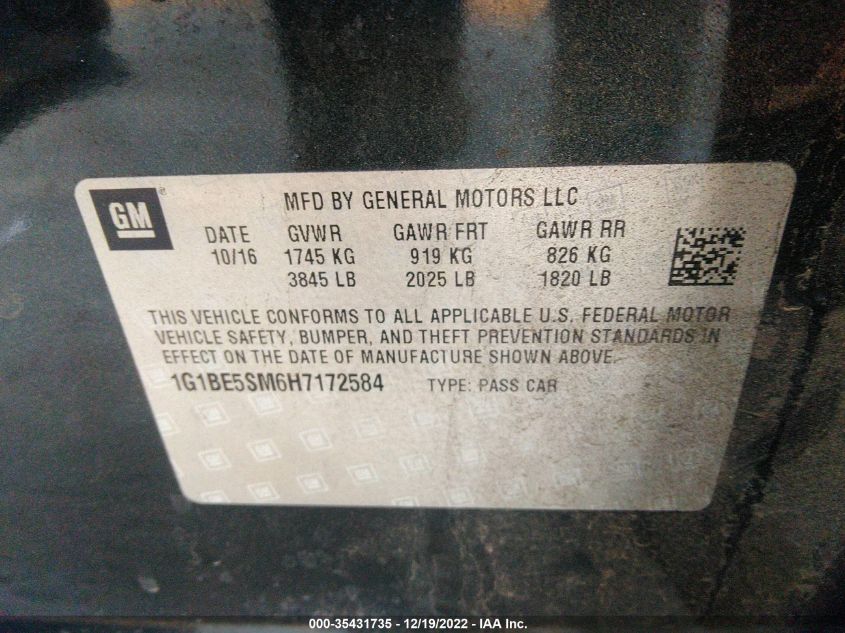 GM ®
MFD BY GENERAL MOTORS LLC
DATE GVWR GAWR FRT GAWR RR
10/16 1745 KG 919 KG 826 KG
3845 LB 2025 LB 1820 LB
THIS VEHICLE CONFORMS TO ALL APPLICABLE U.S. FEDERAL MOTOR
VEHICLE SAFETY, BUMPER, AND THEFT PREVENTION STANDARDS IN
EFFECT ON THE DATE OF MANUFACTURE SHOWN ABOVE.
1G1BE5SM6H7172584 TYPE: PASS CAR
000-35431735 - 12/19/2022 - IAA Inc.